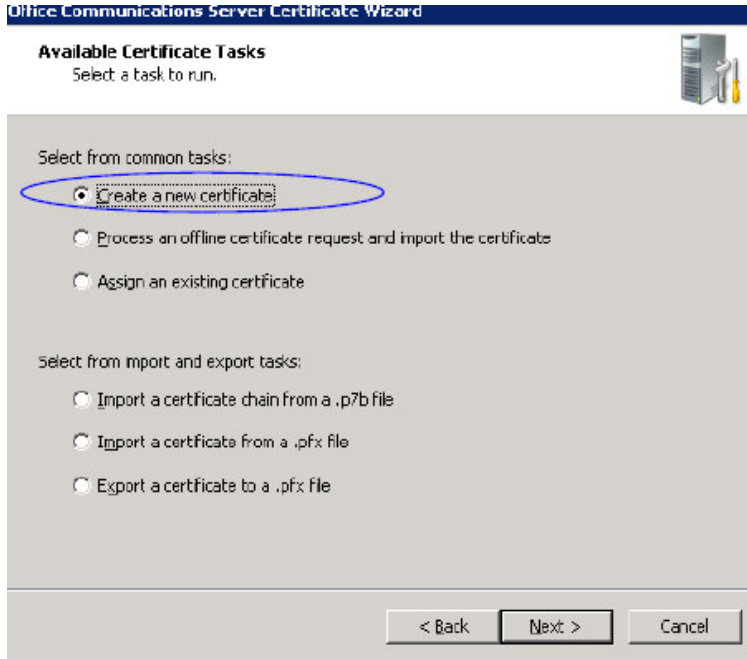 Office Communications Server Certificate Wizard
Available Certificate Tasks
Select a task to run.
Select from common tasks:
Create a new certificate
Process an offline certificate request and import the certificate
Assign an existing certificate
Select from import and export tasks:
Import a certificate chain from a .p7b file
Import a certificate from a .pfx file
Export a certificate to a .pfx file
< Back Next > Cancel